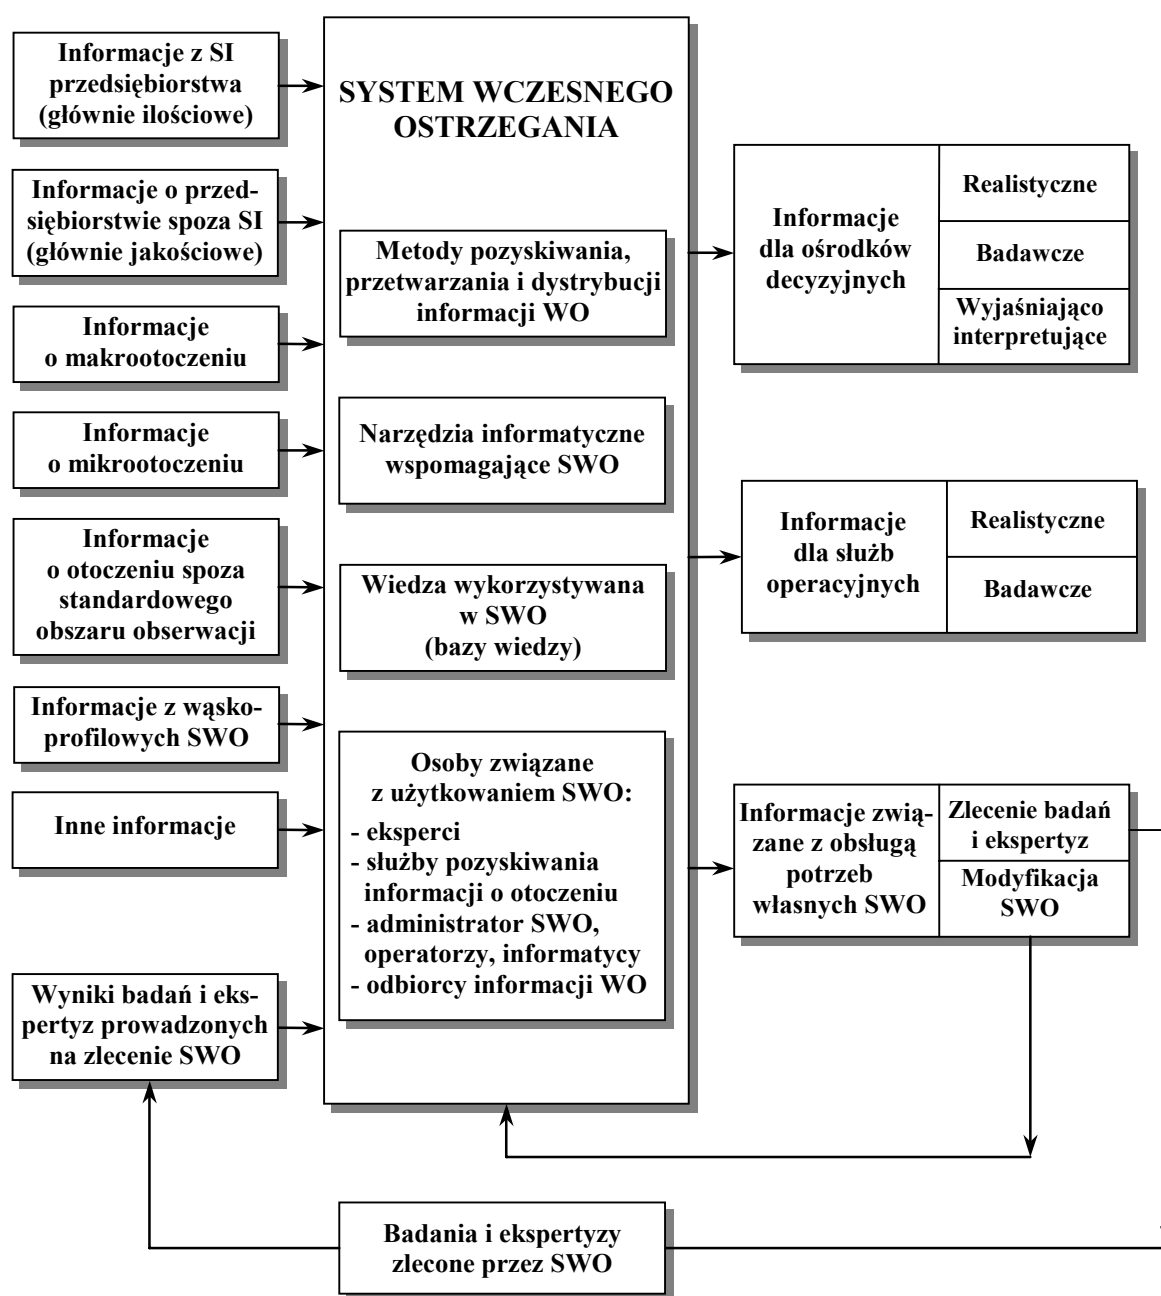 Informacje z SI
przedsiębiorstwa
(głównie ilościowe)
Informacje o przed-
siębiorstwie spoza SI
(głównie jakościowe)
Informacje
o makrootoczeniu
Informacje
o mikrootoczeniu
Informacje
o otoczeniu spoza
standardowego
obszaru obserwacji
Informacje z wąsko-
profilowych SWO
Inne informacje
Wyniki badań i eks-
pertyz prowadzonych
na zlecenie SWO
SYSTEM WCZESNEGO
OSTRZEGANIA
Metody pozyskiwania,
przetwarzania i dystrybucji
informacji WO
Narzędzia informatyczne
wspomagające SWO
Wiedza wykorzystywana
w SWO
(bazy wiedzy)
Osoby związane
z użytkowaniem SWO:
- eksperci
- służby pozyskiwania
informacji o otoczeniu
- administrator SWO,
operatorzy, informatycy
- odbiorcy informacji WO
Informacje
dla ośrodków
decyzyjnych
Realistyczne
Badawcze
Wyjaśniająco
interpretujące
Informacje
dla służb
operacyjnych
Realistyczne
Badawcze
Informacje zwią-
zane z obsługą
potrzeb
własnych SWO
Zlecenie badań
i ekspertyz
Modyfikacja
SWO
Badania i ekspertyzy
zlecone przez SWO